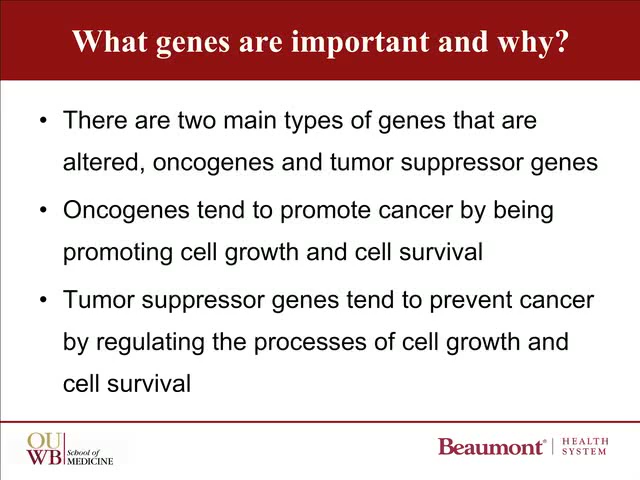 What genes are important and why?
• There are two main types of genes that are
altered, oncogenes and tumor suppressor genes
• Oncogenes tend to promote cancer by being
promoting cell growth and cell survival
• Tumor suppressor genes tend to prevent cancer
by regulating the processes of cell growth and
cell survival
OU
WB School of
MEDICINE
Beaumont® HEALTH
SYSTEM